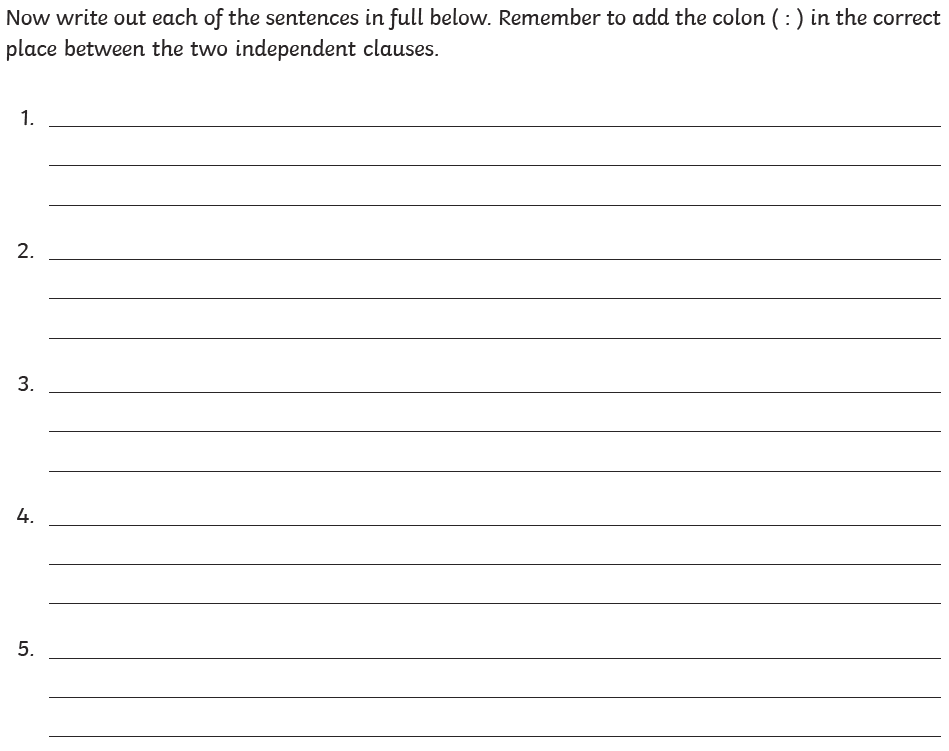 Now write out each of the sentences in full below. Remember to add the colon ( : ) in the correct
place between the two independent clauses.
1.
2.
3.
4.
5.